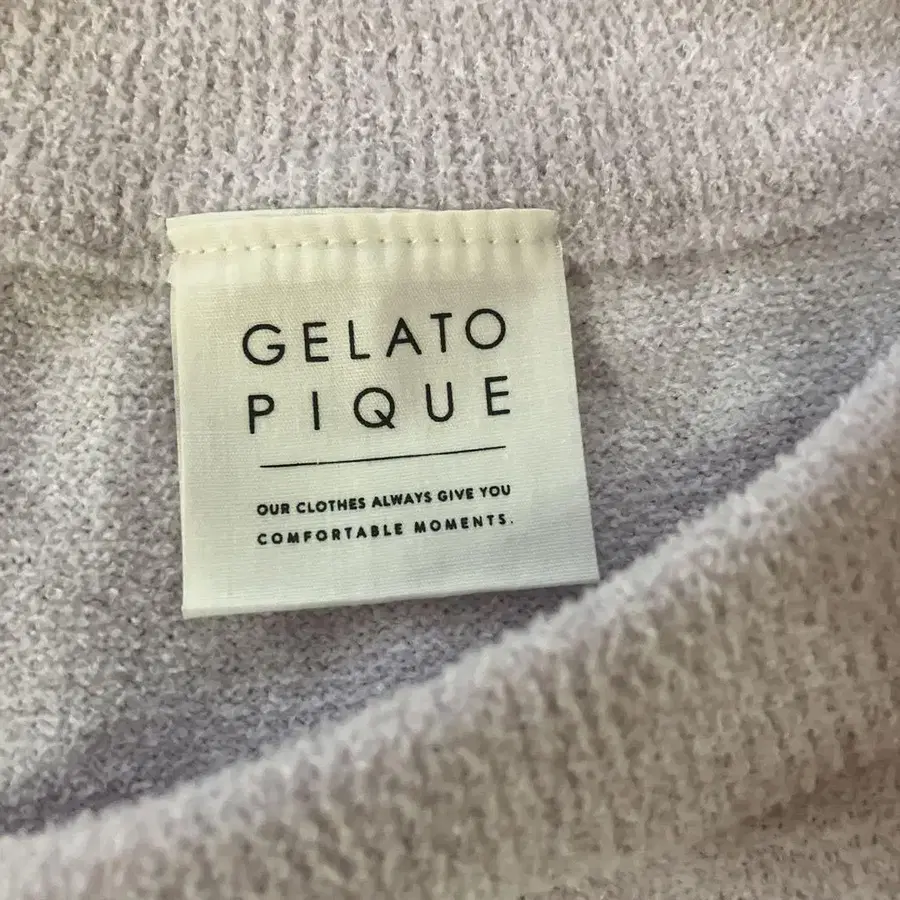 GELATO
PIQUE
OUR CLOTHES ALWAYS GIVE YOU
COMFORTABLE MOMENTS.